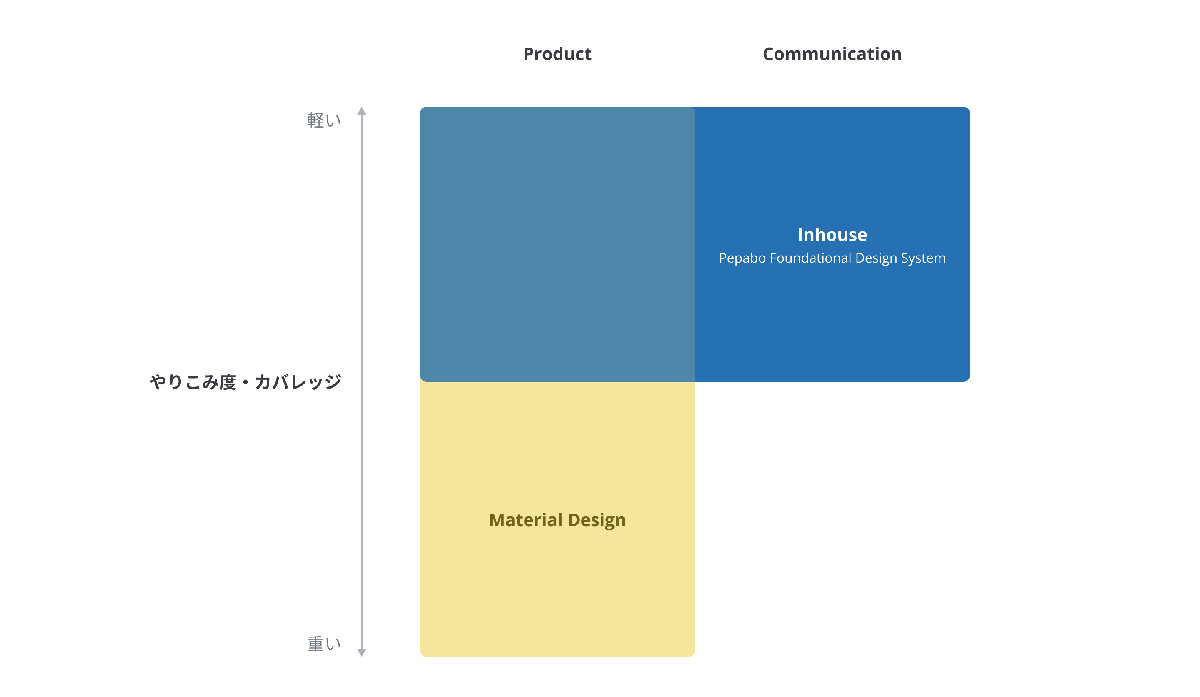 Product
Communication
軽い
Inhouse
Pepabo Foundational Design System
やりこみ度・カバレッジ
Material Design
重い